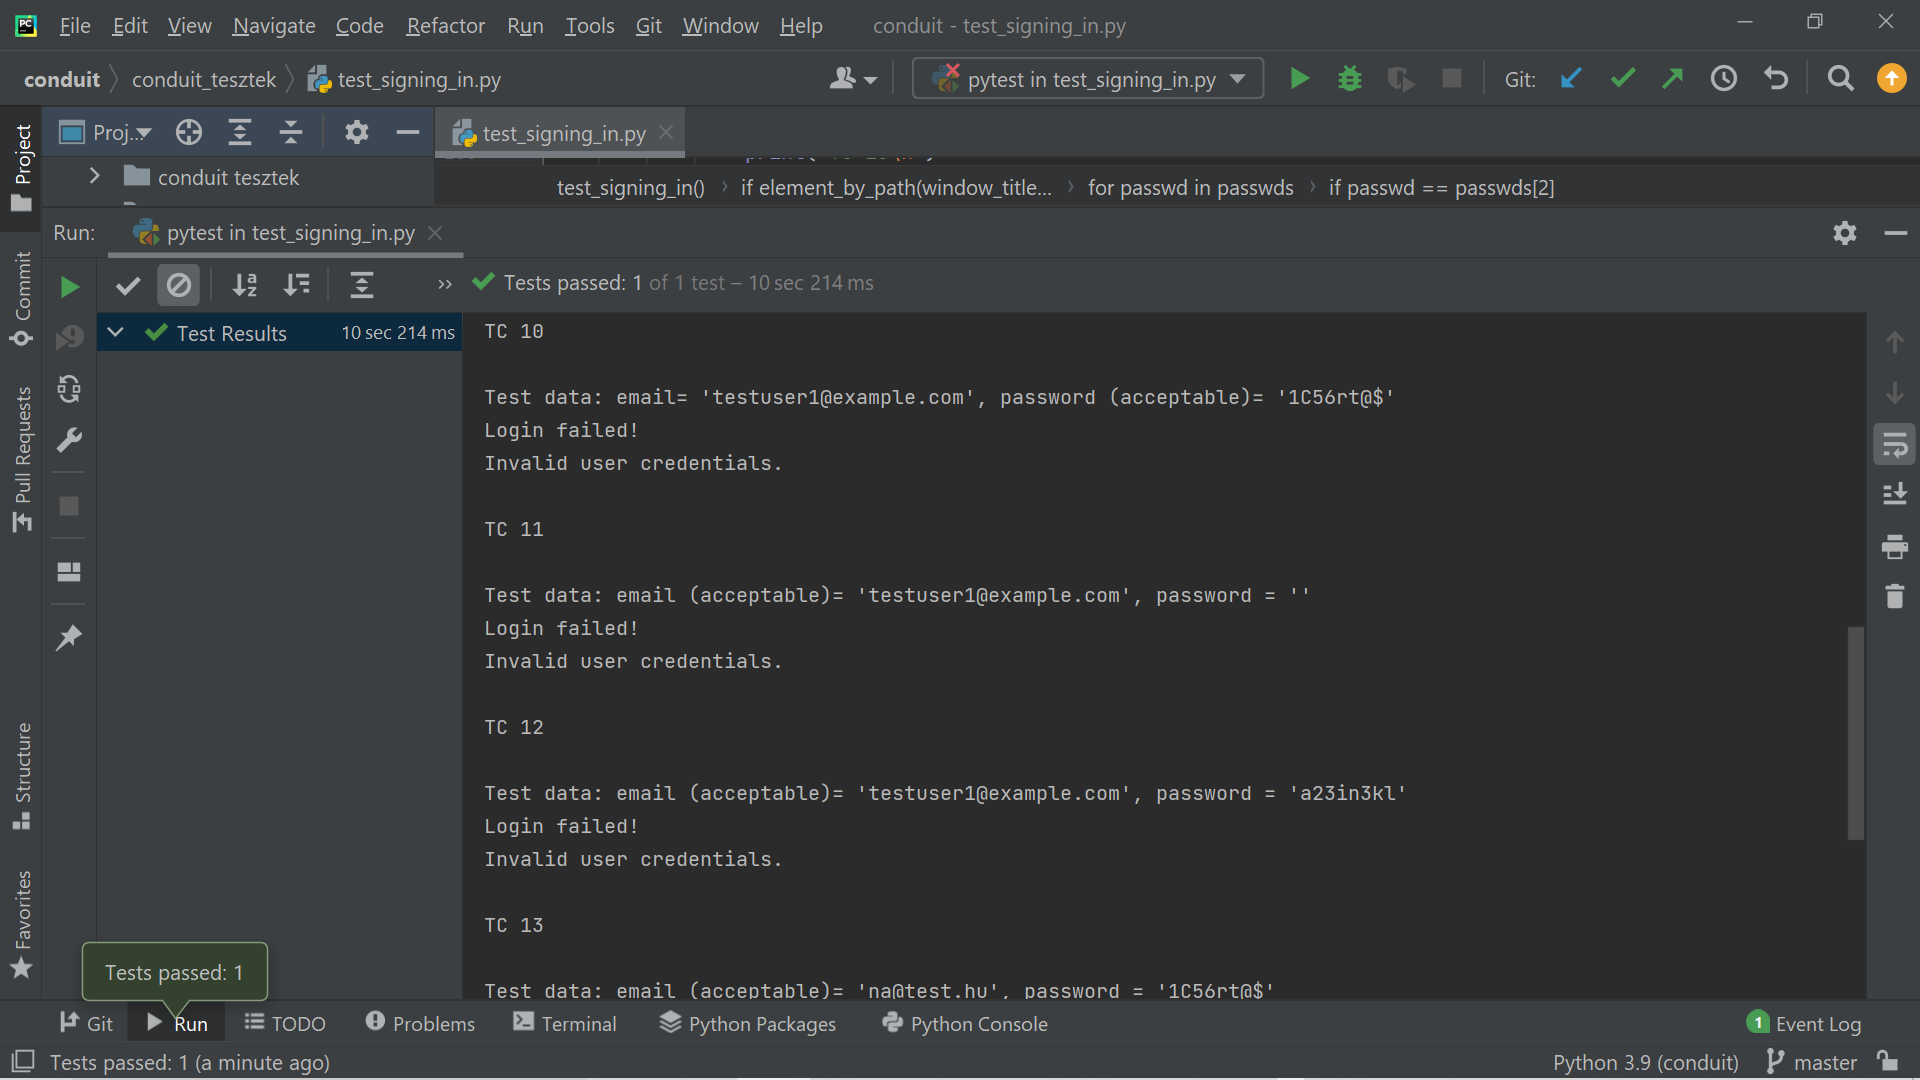 File Edit View Navigate Code Refactor Run Tools Git Window Help conduit - test_signing_in.py
conduit conduit_tesztek test_signing_in.py pytest in test_signing_in.py Git:
Project
Proj... test_signing_in.py
conduit tesztek
test_signing_in() if element_by_path(window_title... for passwd in passwds if passwd == passwds[2]
Run: pytest in test_signing_in.py
Tests passed: 1 of 1 test – 10 sec 214 ms
Test Results 10 sec 214 ms
Commit
Pull Requests
Structure
Favorites
TC 10
Test data: email= 'testuser1@example.com', password (acceptable)= '1C56rt@$'
Login failed!
Invalid user credentials.
TC 11
Test data: email (acceptable)= 'testuser1@example.com', password = ''
Login failed!
Invalid user credentials.
TC 12
Test data: email (acceptable)= 'testuser1@example.com', password = 'a23in3kl'
Login failed!
Invalid user credentials.
TC 13
Test data: email (acceptable)= 'na@test.hu', password = '1C56rt@$'
Tests passed: 1
Git Run TODO Problems Terminal Python Packages Python Console 1 Event Log
Tests passed: 1 (a minute ago) Python 3.9 (conduit) master